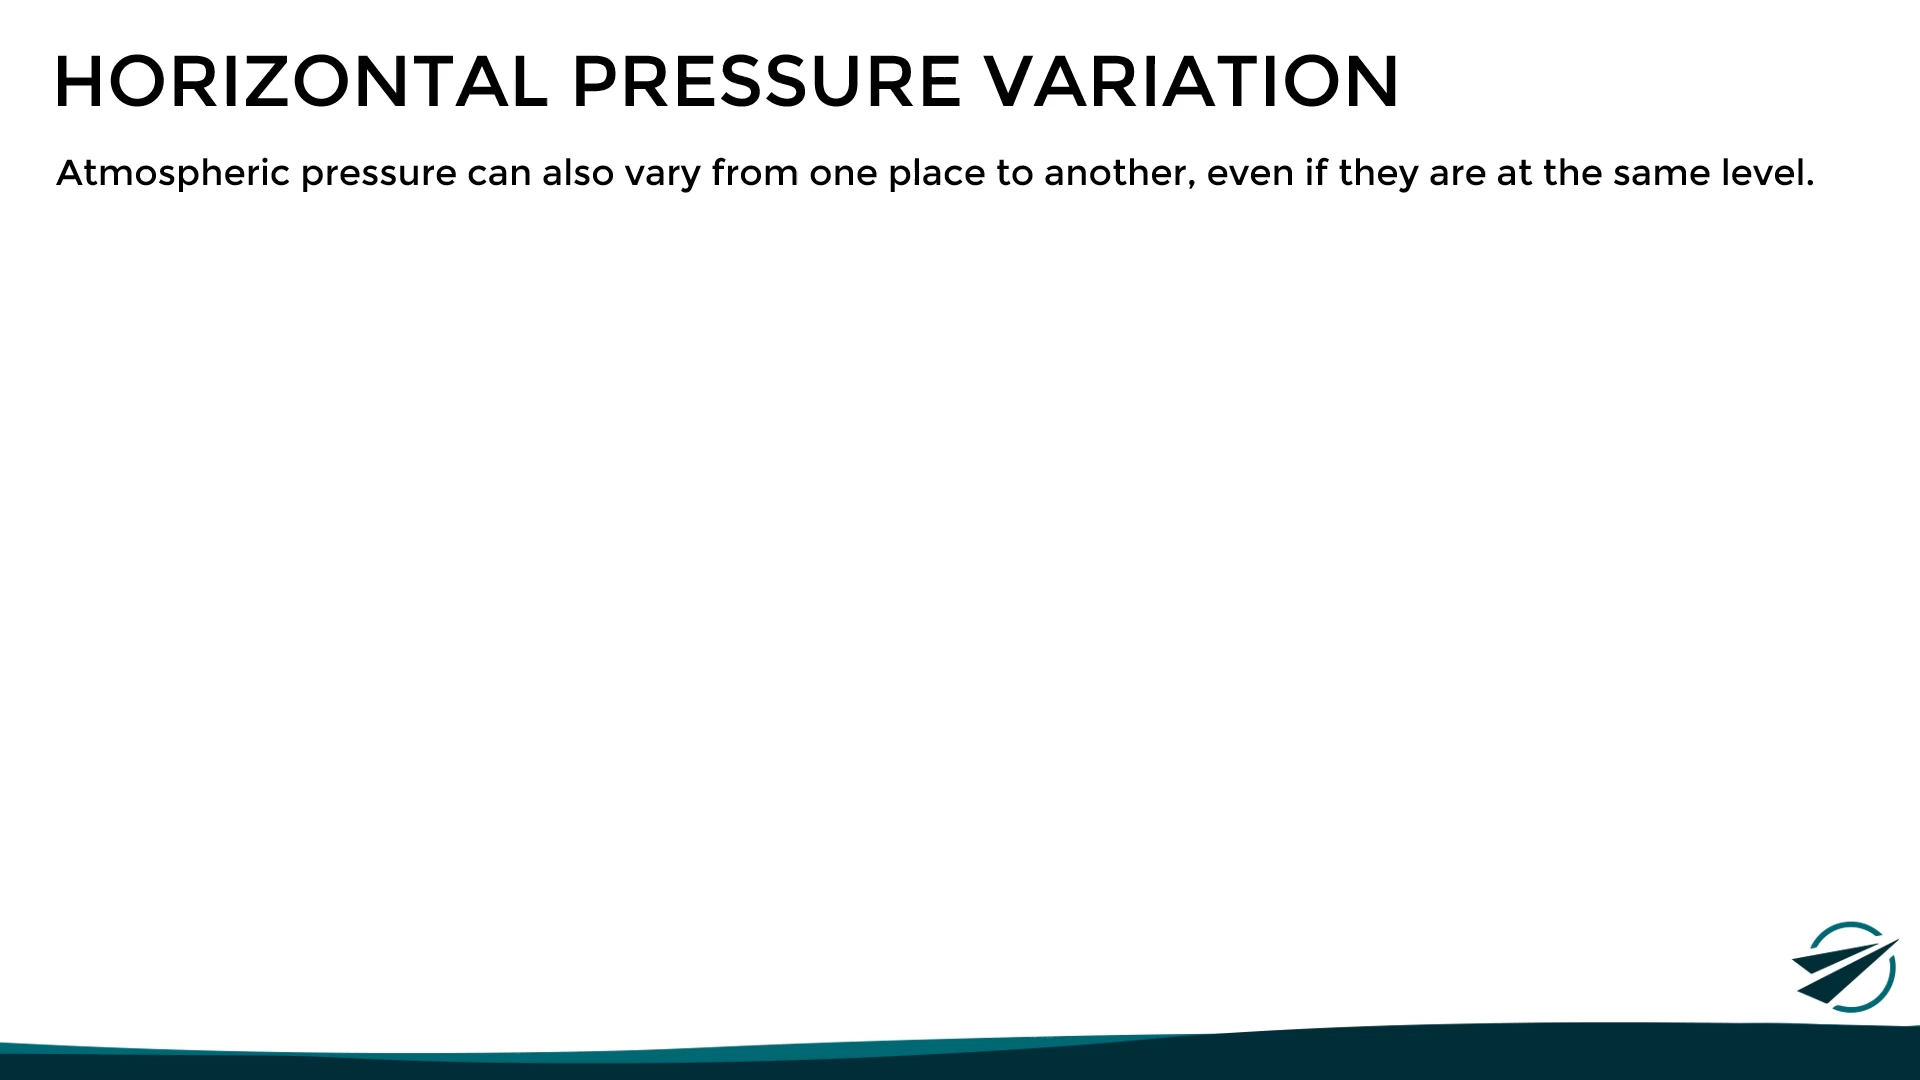 HORIZONTAL PRESSURE VARIATION
Atmospheric pressure can also vary from one place to another, even if they are at the same level.